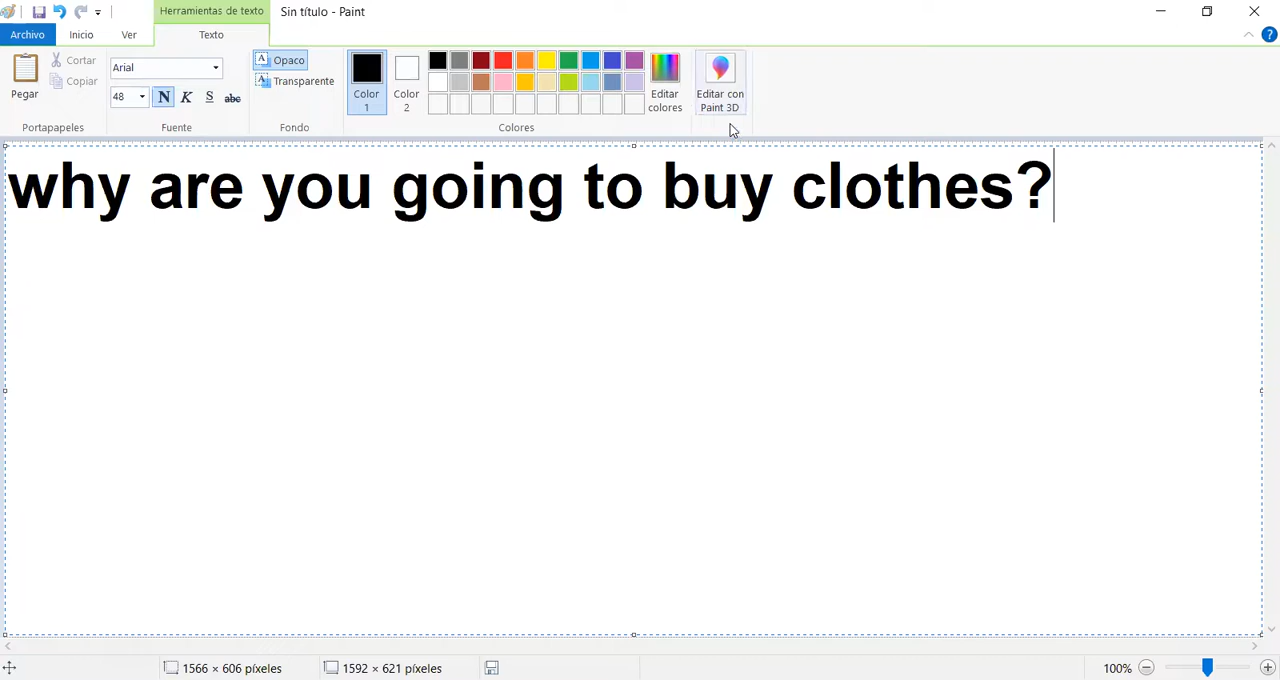 Herramientas de texto
Sin título - Paint
Archivo
Inicio
Ver
Texto
Pegar
Cortar
Copiar
Portapapeles
Arial
48
N K S abc
Fuente
Opaco
Transparente
Fondo
Color 1
Color 2
Editar colores
Colores
Editar con Paint 3D
why are you going to buy clothes?
1566 × 606 píxeles
1592 × 621 píxeles
100%